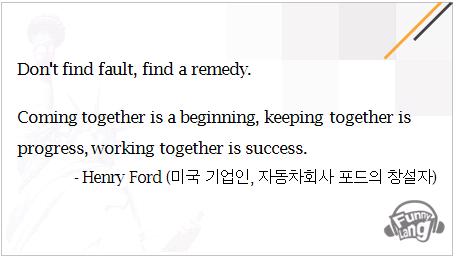 Don't find fault, find a remedy.
Coming together is a beginning, keeping together is
progress, working together is success.
- Henry Ford (미국 기업인, 자동차회사 포드의 창설자)
Funny
Lang